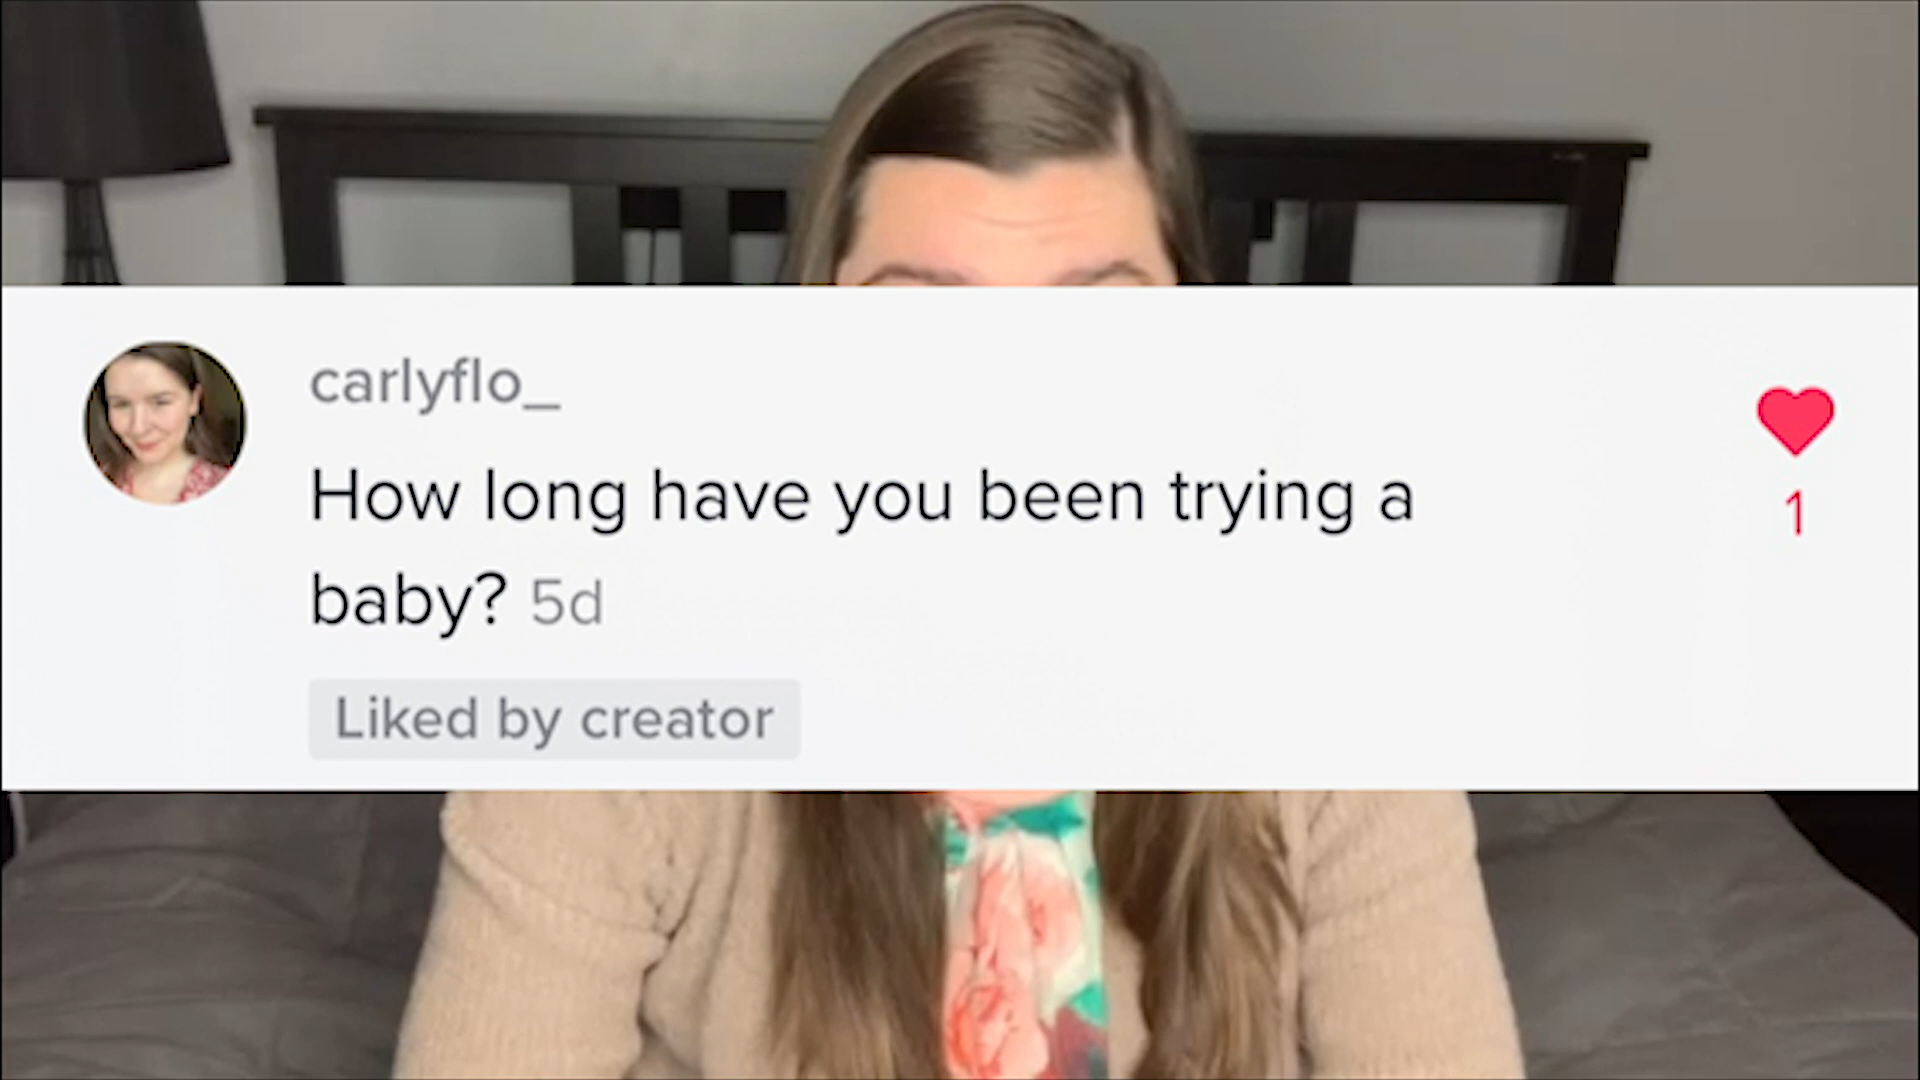 carlyflo_
How long have you been trying a
baby? 5d
Liked by creator
1